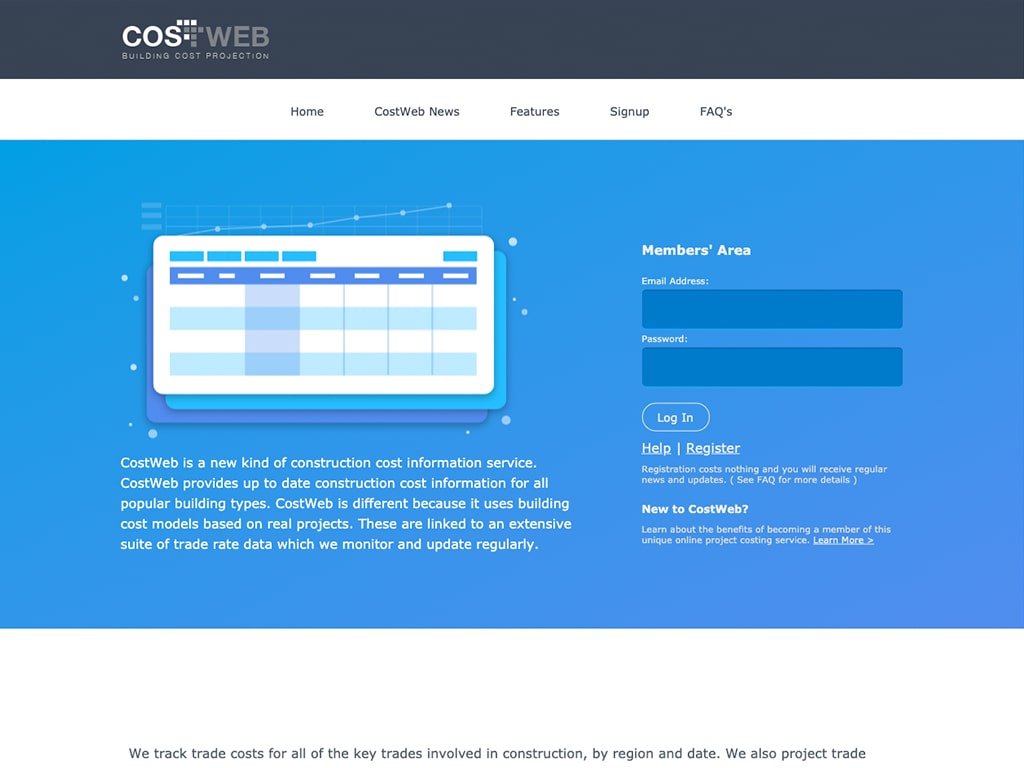 COSTWEB
BUILDING COST PROJECTION
Home
CostWeb News
Features
Signup
FAQ's
CostWeb is a new kind of construction cost information service.
CostWeb provides up to date construction cost information for all
popular building types. CostWeb is different because it uses building
cost models based on real projects. These are linked to an extensive
suite of trade rate data which we monitor and update regularly.
Members' Area
Email Address:
Password:
Log In
Help | Register
Registration costs nothing and you will receive regular
news and updates. ( See FAQ for more details )
New to CostWeb?
Learn about the benefits of becoming a member of this
unique online project costing service. Learn More >
We track trade costs for all of the key trades involved in construction, by region and date. We also project trade